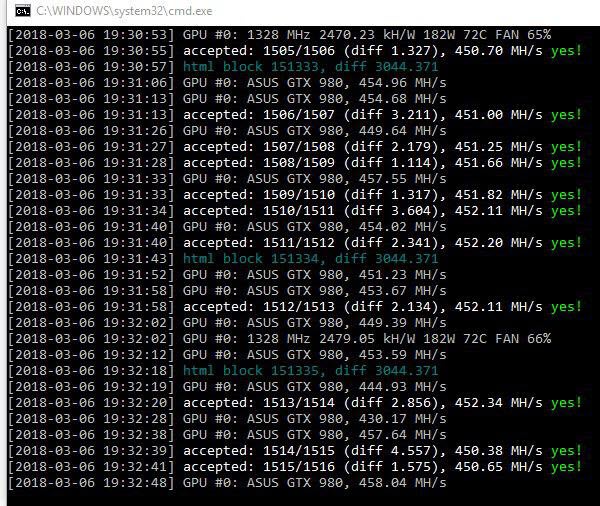 C:\WINDOWS\system32\cmd.exe
[2018-03-06 19:30:53] GPU #0: 1328 MHz 2470.23 kH/W 182W 72C FAN 65%
[2018-03-06 19:30:55] accepted: 1505/1506 (diff 1.327), 450.70 MH/s yes!
[2018-03-06 19:30:57] html block 151333, diff 3044.371
[2018-03-06 19:31:06] GPU #0: ASUS GTX 980, 454.96 MH/s
[2018-03-06 19:31:13] GPU #0: ASUS GTX 980, 454.68 MH/s
[2018-03-06 19:31:13] accepted: 1506/1507 (diff 3.211), 451.00 MH/s yes!
[2018-03-06 19:31:26] GPU #0: ASUS GTX 980, 449.64 MH/s
[2018-03-06 19:31:27] accepted: 1507/1508 (diff 2.179), 451.25 MH/s yes!
[2018-03-06 19:31:28] accepted: 1508/1509 (diff 1.114), 451.66 MH/s yes!
[2018-03-06 19:31:33] GPU #0: ASUS GTX 980, 457.55 MH/s
[2018-03-06 19:31:33] accepted: 1509/1510 (diff 1.317), 451.82 MH/s yes!
[2018-03-06 19:31:34] accepted: 1510/1511 (diff 3.604), 452.11 MH/s yes!
[2018-03-06 19:31:40] GPU #0: ASUS GTX 980, 454.02 MH/s
[2018-03-06 19:31:40] accepted: 1511/1512 (diff 2.341), 452.20 MH/s yes!
[2018-03-06 19:31:43] html block 151334, diff 3044.371
[2018-03-06 19:31:52] GPU #0: ASUS GTX 980, 451.23 MH/s
[2018-03-06 19:31:58] GPU #0: ASUS GTX 980, 453.67 MH/s
[2018-03-06 19:31:58] accepted: 1512/1513 (diff 2.134), 452.11 MH/s yes!
[2018-03-06 19:32:02] GPU #0: ASUS GTX 980, 449.39 MH/s
[2018-03-06 19:32:02] GPU #0: 1328 MHz 2479.05 kH/W 182W 72C FAN 66%
[2018-03-06 19:32:12] GPU #0: ASUS GTX 980, 453.59 MH/s
[2018-03-06 19:32:18] html block 151335, diff 3044.371
[2018-03-06 19:32:19] GPU #0: ASUS GTX 980, 444.93 MH/s
[2018-03-06 19:32:20] accepted: 1513/1514 (diff 2.856), 452.34 MH/s yes!
[2018-03-06 19:32:28] GPU #0: ASUS GTX 980, 430.17 MH/s
[2018-03-06 19:32:38] GPU #0: ASUS GTX 980, 457.64 MH/s
[2018-03-06 19:32:39] accepted: 1514/1515 (diff 4.557), 450.38 MH/s yes!
[2018-03-06 19:32:41] accepted: 1515/1516 (diff 1.575), 450.65 MH/s yes!
[2018-03-06 19:32:48] GPU #0: ASUS GTX 980, 458.04 MH/s